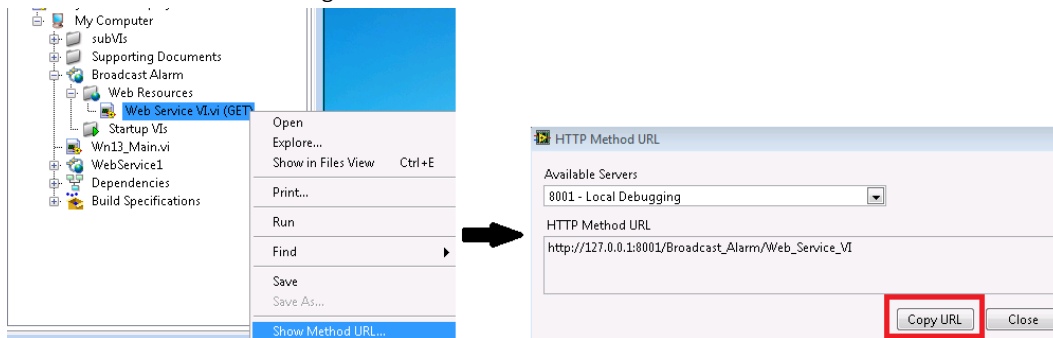 My Computer
subVIs
Supporting Documents
Broadcast Alarm
Web Resources
Web Service VI.vi (GET)
Startup VIs
Wn13_Main.vi
WebService1
Dependencies
Build Specifications
Open
Explore...
Show in Files View Ctrl+E
Print...
Run
Find
Save
Save As...
Show Method URL...
HTTP Method URL
Available Servers
8001 - Local Debugging
HTTP Method URL
http://127.0.0.1:8001/Broadcast_Alarm/Web_Service_VI
Copy URL Close